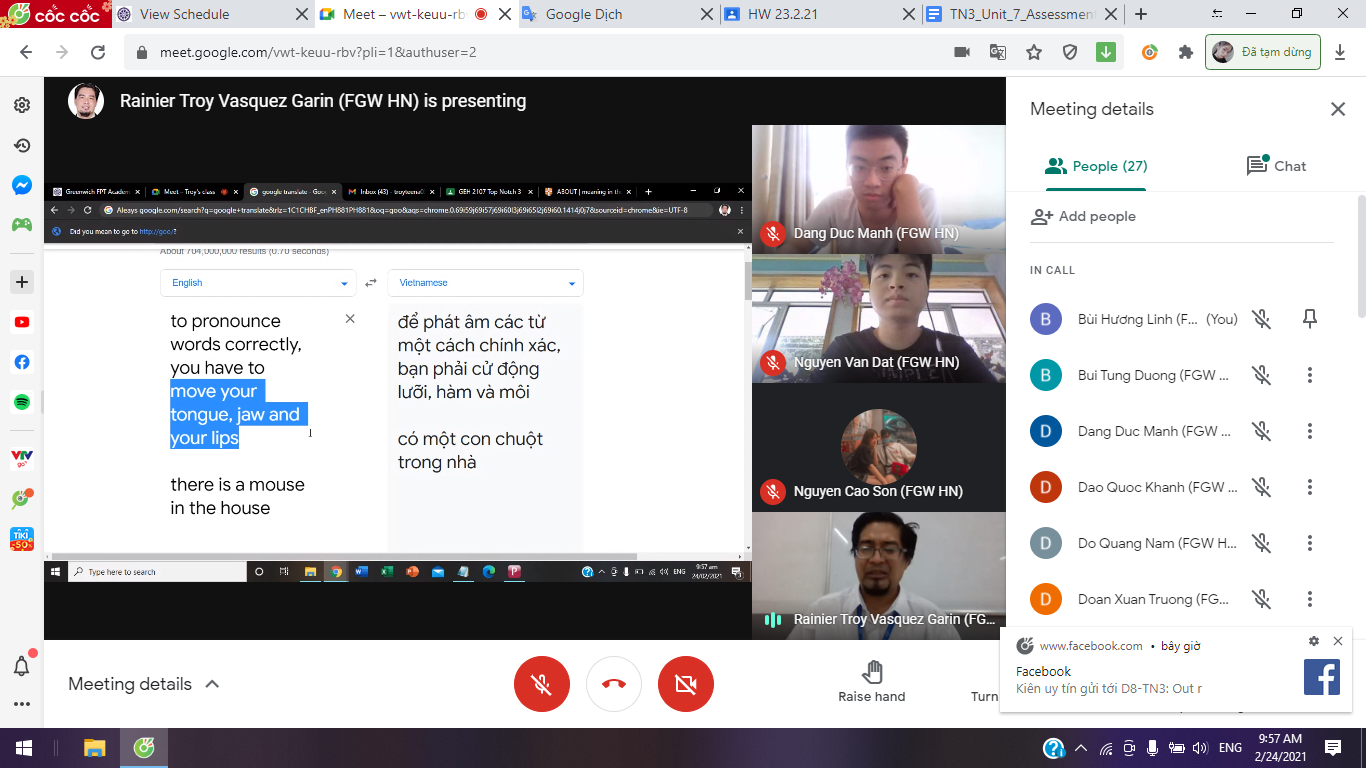 cốc cốc
View Schedule
Meet – vwt-keuu-rb
Google Dịch
HW 23.2.21
TN3_Unit_7_Assessment
meet.google.com/vwt-keuu-rbv?pli=1&authuser=2
Đã tạm dừng
Rainier Troy Vasquez Garin (FGW HN) is presenting
Greenwich FPT Academ
Meet – Troy's class
google translate - Goo
Inbox (43) - troyteena0
GEH 2107 Top Notch 3
ABOUT | meaning in th
Aleays google.com/search?q=google+translate&rlz=1C1CHBF_enPH881PH881&oq=goo&aqs=chrome.0.69i59j69i57j69i60l3j69i65l2j69i60.1414j0j7&sourceid=chrome&ie=UTF-8
Did you mean to go to http://goo/?
About 704,000,000 results (0.70 seconds)
English
Vietnamese
to pronounce
words correctly,
you have to
move your
tongue, jaw and
your lips
there is a mouse
in the house
để phát âm các từ
một cách chính xác,
bạn phải cử động
lưỡi, hàm và môi
có một con chuột
trong nhà
Type here to search
ENG
9:57 am
24/02/2021
Dang Duc Manh (FGW HN)
Nguyen Van Dat (FGW HN)
Nguyen Cao Son (FGW HN)
Rainier Troy Vasquez Garin (FG...
Meeting details
People (27)
Chat
Add people
IN CALL
B
Bùi Hương Linh (F... (You)
B
Bui Tung Duong (FGW ...
D
Dang Duc Manh (FGW ...
D
Dao Quoc Khanh (FGW ...
D
Do Quang Nam (FGW H...
D
Doan Xuan Truong (FG...
VTV
go
TIKI
-50%
Meeting details
Raise hand
Turn
www.facebook.com • bây giờ
Facebook
Kiên uy tín gửi tới D8-TN3: Out r
ENG
9:57 AM
2/24/2021